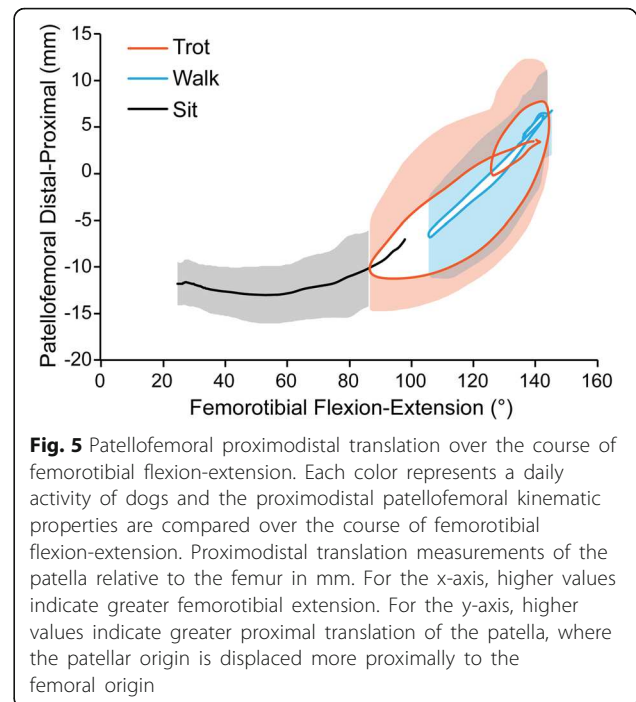 Trot
Walk
Sit
Patellofemoral Distal-Proximal (mm)
15
10
5
0
-5
-10
-15
-20
0 20 40 60 80 100 120 140 160
Femorotibial Flexion-Extension (°)
Fig. 5 Patellofemoral proximodistal translation over the course of
femorotibial flexion-extension. Each color represents a daily
activity of dogs and the proximodistal patellofemoral kinematic
properties are compared over the course of femorotibial
flexion-extension. Proximodistal translation measurements of the
patella relative to the femur in mm. For the x-axis, higher values
indicate greater femorotibial extension. For the y-axis, higher
values indicate greater proximal translation of the patella, where
the patellar origin is displaced more proximally to the
femoral origin